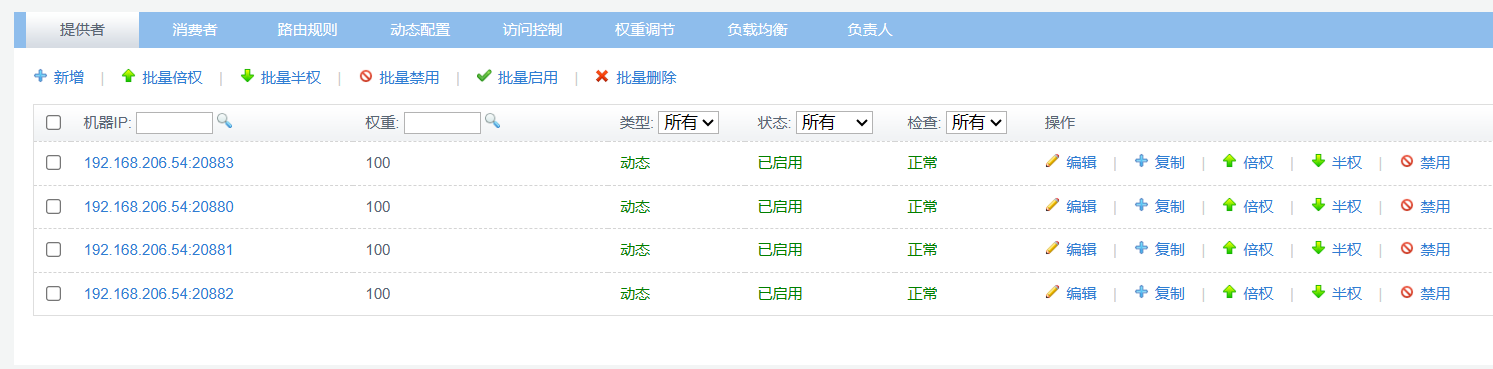 提供者 消费者 路由规则 动态配置 访问控制 权重调节 负载均衡 负责人
新增 | 批量倍权 | 批量半权 | 批量禁用 | 批量启用 | 批量删除
机器IP: 权重: 类型: 所有 状态: 所有 检查: 所有 操作
192.168.206.54:20883 100 动态 已启用 正常 编辑 | 复制 | 倍权 | 半权 | 禁用
192.168.206.54:20880 100 动态 已启用 正常 编辑 | 复制 | 倍权 | 半权 | 禁用
192.168.206.54:20881 100 动态 已启用 正常 编辑 | 复制 | 倍权 | 半权 | 禁用
192.168.206.54:20882 100 动态 已启用 正常 编辑 | 复制 | 倍权 | 半权 | 禁用